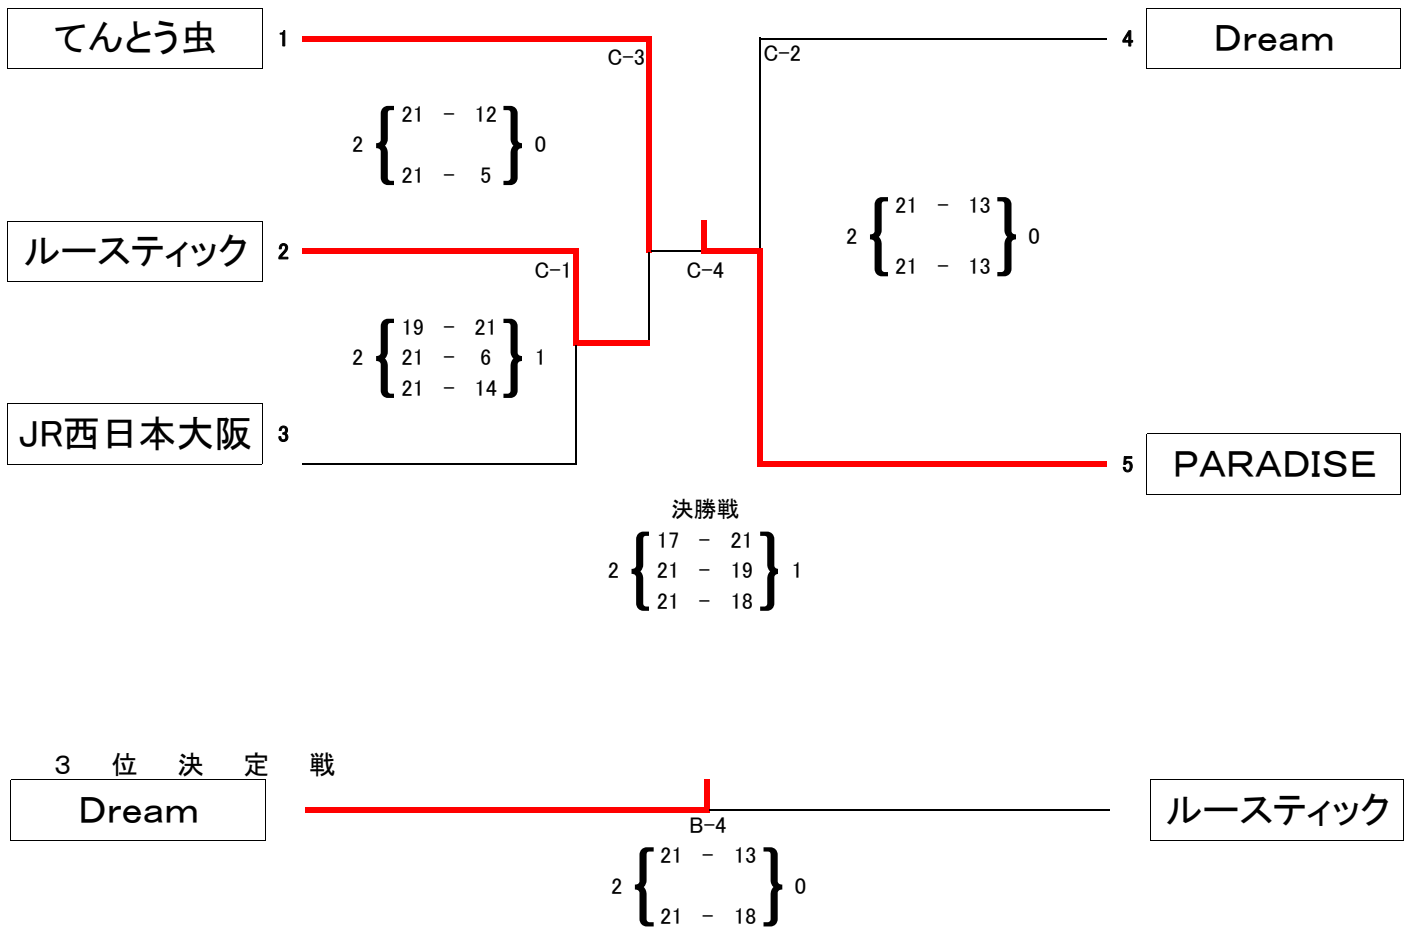 てんとう虫 1
4 Dream
C-3
C-2
21 - 12
2 { } 0
21 - 5
21 - 13
2 { } 0
21 - 13
ルースティック 2
C-1
C-4
19 - 21
2 { 21 - 6 } 1
21 - 14
JR西日本大阪 3
5 PARADISE
決勝戦
17 - 21
2 { 21 - 19 } 1
21 - 18
3位決定戦
Dream
ルースティック
B-4
21 - 13
2 { } 0
21 - 18